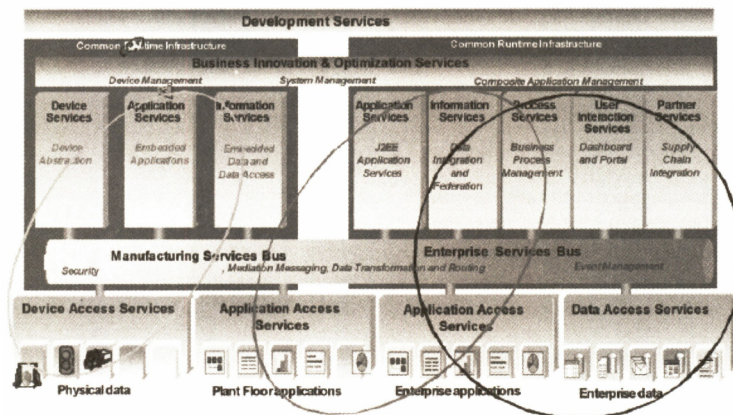 Development Services
Common Runtime Infrastructure
Common Runtime Infrastructure
Business Innovation & Optimization Services
Device Management
System Management
Composite Application Management
Device
Services
Device
Abstraction
Application
Services
Embedded
Applications
Information
Services
Embedded
Data and
Data Access
Application
Services
J2EE
Application
Services
Information
Services
Data
Integration
and
Federation
Process
Services
Business
Process
Management
User
Interaction
Services
Dashboard
and Portal
Partner
Services
Supply
Chain
Integration
Manufacturing Services Bus
Enterprise Services Bus
Security
, Mediation Messaging, Data Transformation and Routing
Event Management
Device Access Services
Application Access
Services
Application Access
Services
Data Access Services
Physical data
Plant Floor applications
Enterprise applications
Enterprise data